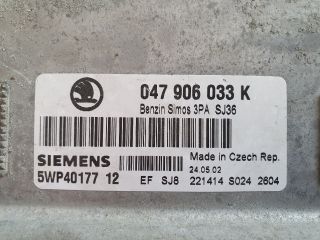 047 906 033 K
Benzin Simos 3PA SJ36
SIEMENS
Made in Czech Rep.
24 05 02
5WP40177 12
EF SJ8 221414 S024 2604